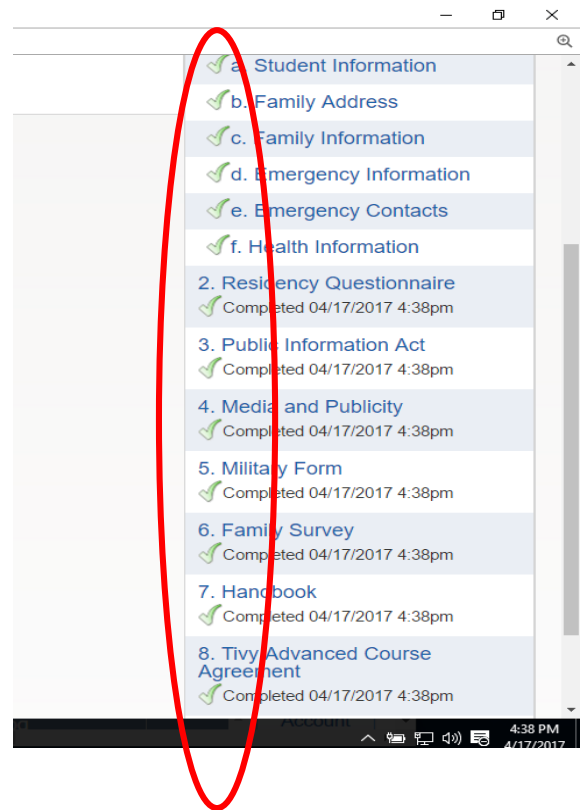 a. Student Information
b. Family Address
c. Family Information
d. Emergency Information
e. Emergency Contacts
f. Health Information
2. Residency Questionnaire
Completed 04/17/2017 4:38pm
3. Public Information Act
Completed 04/17/2017 4:38pm
4. Media and Publicity
Completed 04/17/2017 4:38pm
5. Military Form
Completed 04/17/2017 4:38pm
6. Family Survey
Completed 04/17/2017 4:38pm
7. Handbook
Completed 04/17/2017 4:38pm
8. Tivy Advanced Course
Agreement
Completed 04/17/2017 4:38pm
Account
4:38 PM
4/17/2017